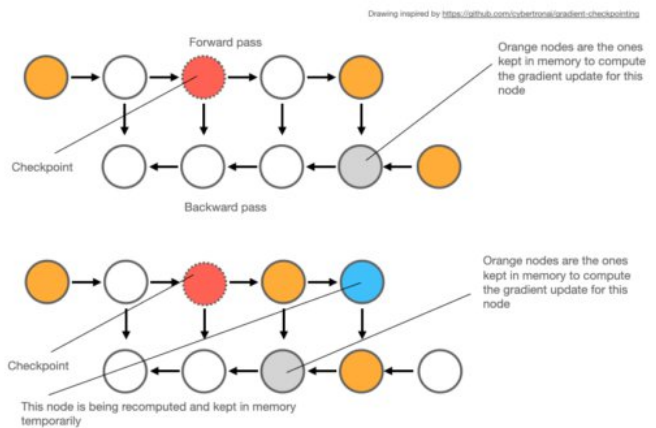 Drawing inspired by https://github.com/cybertronai/gradient-checkpointing
Forward pass
Orange nodes are the ones
kept in memory to compute
the gradient update for this
node
Checkpoint
Backward pass
Orange nodes are the ones
kept in memory to compute
the gradient update for this
node
Checkpoint
This node is being recomputed and kept in memory
temporarily